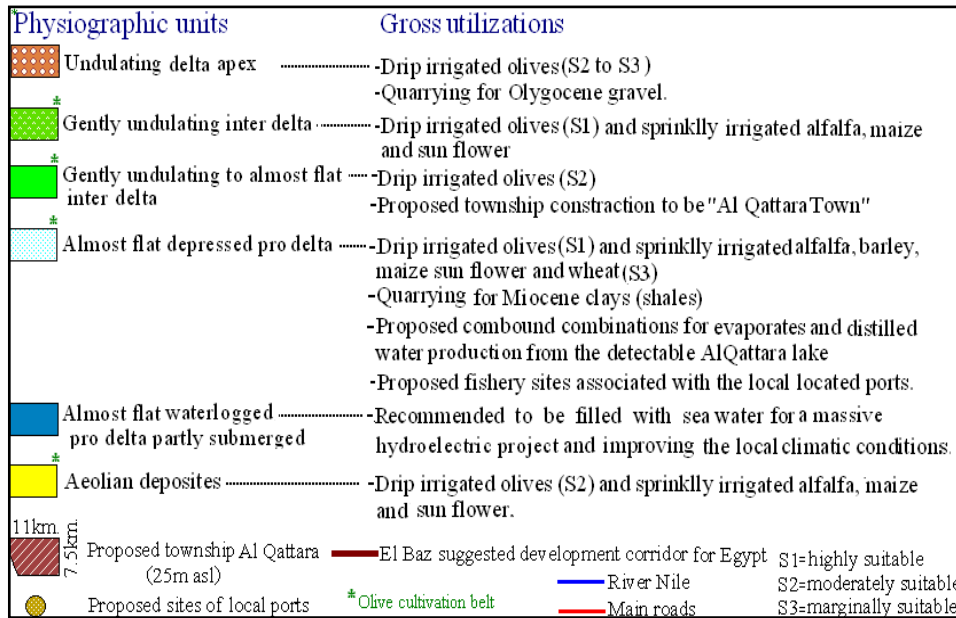 *Physiographic units Gross utilizations
Undulating delta apex ---------- -Drip irrigated olives (S2 to S3)
-Quarrying for Olygocene gravel.
*
Gently undulating inter delta ---------- -Drip irrigated olives (S1) and sprinklly irrigated alfalfa, maize
and sun flower
*
Gently undulating to almost flat ---- -Drip irrigated olives (S2)
inter delta
-Proposed township constraction to be "Al Qattara Town"
*
Almost flat depressed pro delta -------- -Drip irrigated olives (S1) and sprinklly irrigated alfalfa, barley,
maize sun flower and wheat (S3)
-Quarrying for Miocene clays (shales)
-Proposed combound combinations for evaporates and distilled
water production from the detectable AlQattara lake
-Proposed fishery sites associated with the local located ports.
Almost flat waterlogged ---------- -Recommended to be filled with sea water for a massive
pro delta partly submerged hydroelectric project and improving the local climatic conditions.
*
Aeolian deposites ---------- -Drip irrigated olives (S2) and sprinklly irrigated alfalfa, maize
and sun flower.
11km.
7.5km.
Proposed township Al Qattara
(25m asl)
El Baz suggested development corridor for Egypt
S1=highly suitable
River Nile
S2=moderately suitable
Proposed sites of local ports
*Olive cultivation belt
Main roads
S3=marginally suitable